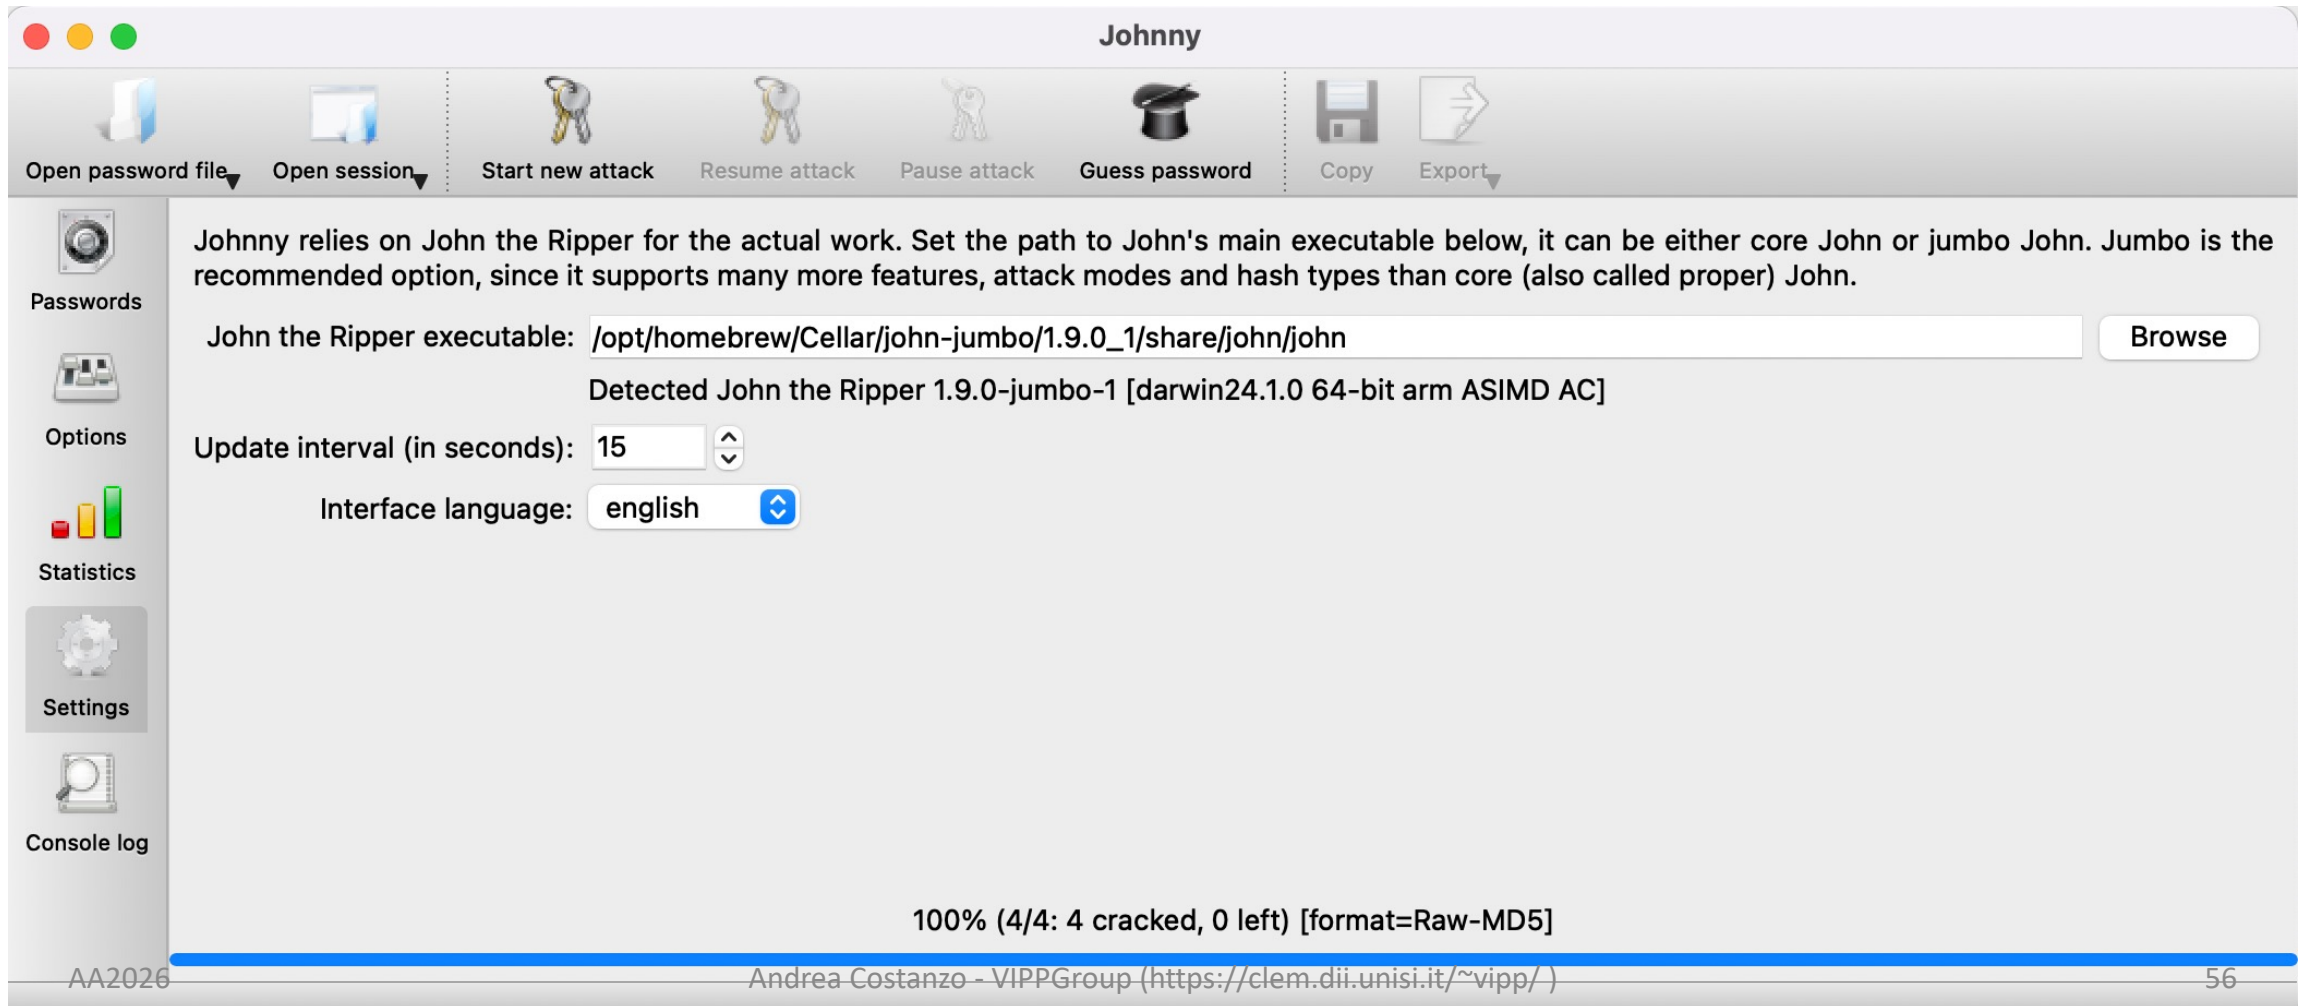 Johnny
Open password file
Open session
Start new attack
Resume attack
Pause attack
Guess password
Copy
Export
Passwords
Options
Statistics
Settings
Console log
Johnny relies on John the Ripper for the actual work. Set the path to John's main executable below, it can be either core John or jumbo John. Jumbo is the
recommended option, since it supports many more features, attack modes and hash types than core (also called proper) John.
John the Ripper executable: /opt/homebrew/Cellar/john-jumbo/1.9.0_1/share/john/john Browse
Detected John the Ripper 1.9.0-jumbo-1 [darwin24.1.0 64-bit arm ASIMD AC]
Update interval (in seconds): 15
Interface language: english
100% (4/4: 4 cracked, 0 left) [format=Raw-MD5]
AA2026 Andrea Costanzo - VIPPGroup (https://clem.dii.unisi.it/~vipp/ ) 56